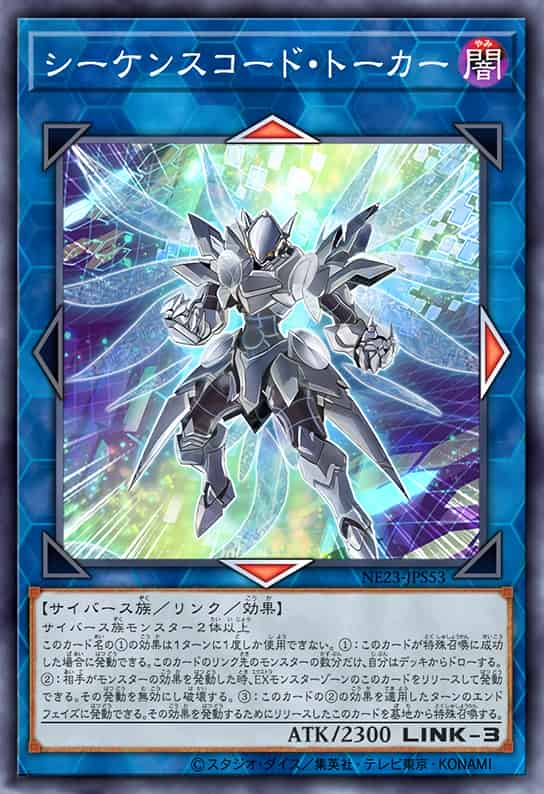 シーケンスコード・トーカー
闇
NE23-JPS53
【サイバース族/リンク/効果】
サイバース族モンスター2体以上
このカード名の①の効果は1ターンに1度しか使用できない。①:このカードが特殊召喚に成功
した場合に発動できる。このカードのリンク先のモンスターの数分だけ、自分はデッキからドローする。
②:相手がモンスターの効果を発動した時、EXモンスターゾーンのこのカードをリリースして発動
できる。その発動を無効にし破壊する。③:このカードの②の効果を適用したターンのエンド
フェイズに発動できる。その効果を発動するためにリリースしたこのカードを墓地から特殊召喚する。
ATK/2300 LINK-3
©スタジオ・ダイス/集英社・テレビ東京・KONAMI